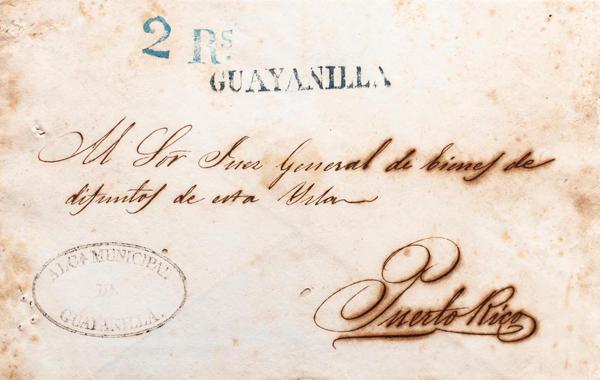 2 Rs.
GUAYANILLA
Al Sor Juez General de bienes de
difuntos de esta Ysla
Puerto Rico
ALCA MUNICIPAL
DE
GUAYANILLA.